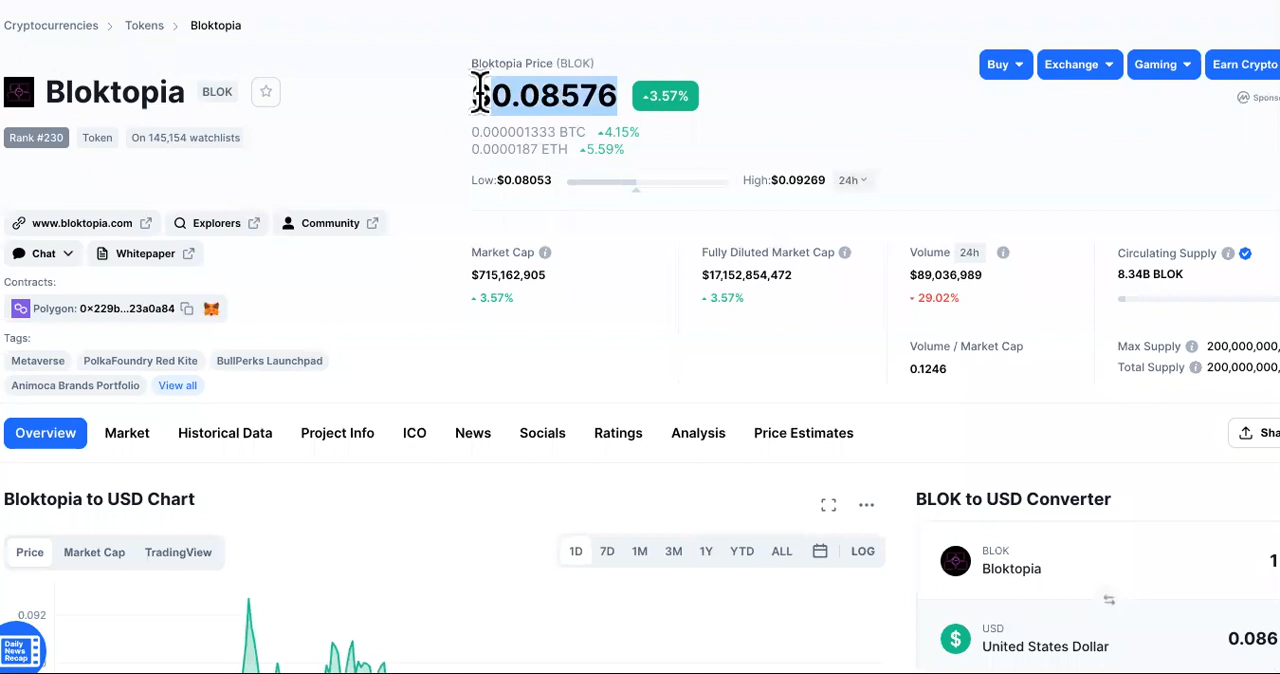 Cryptocurrencies > Tokens > Bloktopia
Bloktopia BLOK
Rank #230 Token On 145,154 watchlists
www.bloktopia.com Explorers Community
Chat Whitepaper
Contracts:
Polygon: 0x229b...23a0a84
Tags:
Metaverse PolkaFoundry Red Kite BullPerks Launchpad
Animoca Brands Portfolio View all
Bloktopia Price (BLOK)
$0.08576 3.57%
0.000001333 BTC 4.15%
0.0000187 ETH 5.59%
Low:$0.08053 High:$0.09269 24h
Buy Exchange Gaming Earn Crypto
Spons
Market Cap
$715,162,905
3.57%
Fully Diluted Market Cap
$17,152,854,472
3.57%
Volume 24h
$89,036,989
29.02%
Volume / Market Cap
0.1246
Circulating Supply
8.34B BLOK
Max Supply 200,000,000,
Total Supply 200,000,000,
Overview Market Historical Data Project Info ICO News Socials Ratings Analysis Price Estimates Sha
Bloktopia to USD Chart
Price Market Cap TradingView 1D 7D 1M 3M 1Y YTD ALL LOG
0.092
Daily
News
Recap
BLOK to USD Converter
BLOK
Bloktopia 1
USD
United States Dollar 0.086